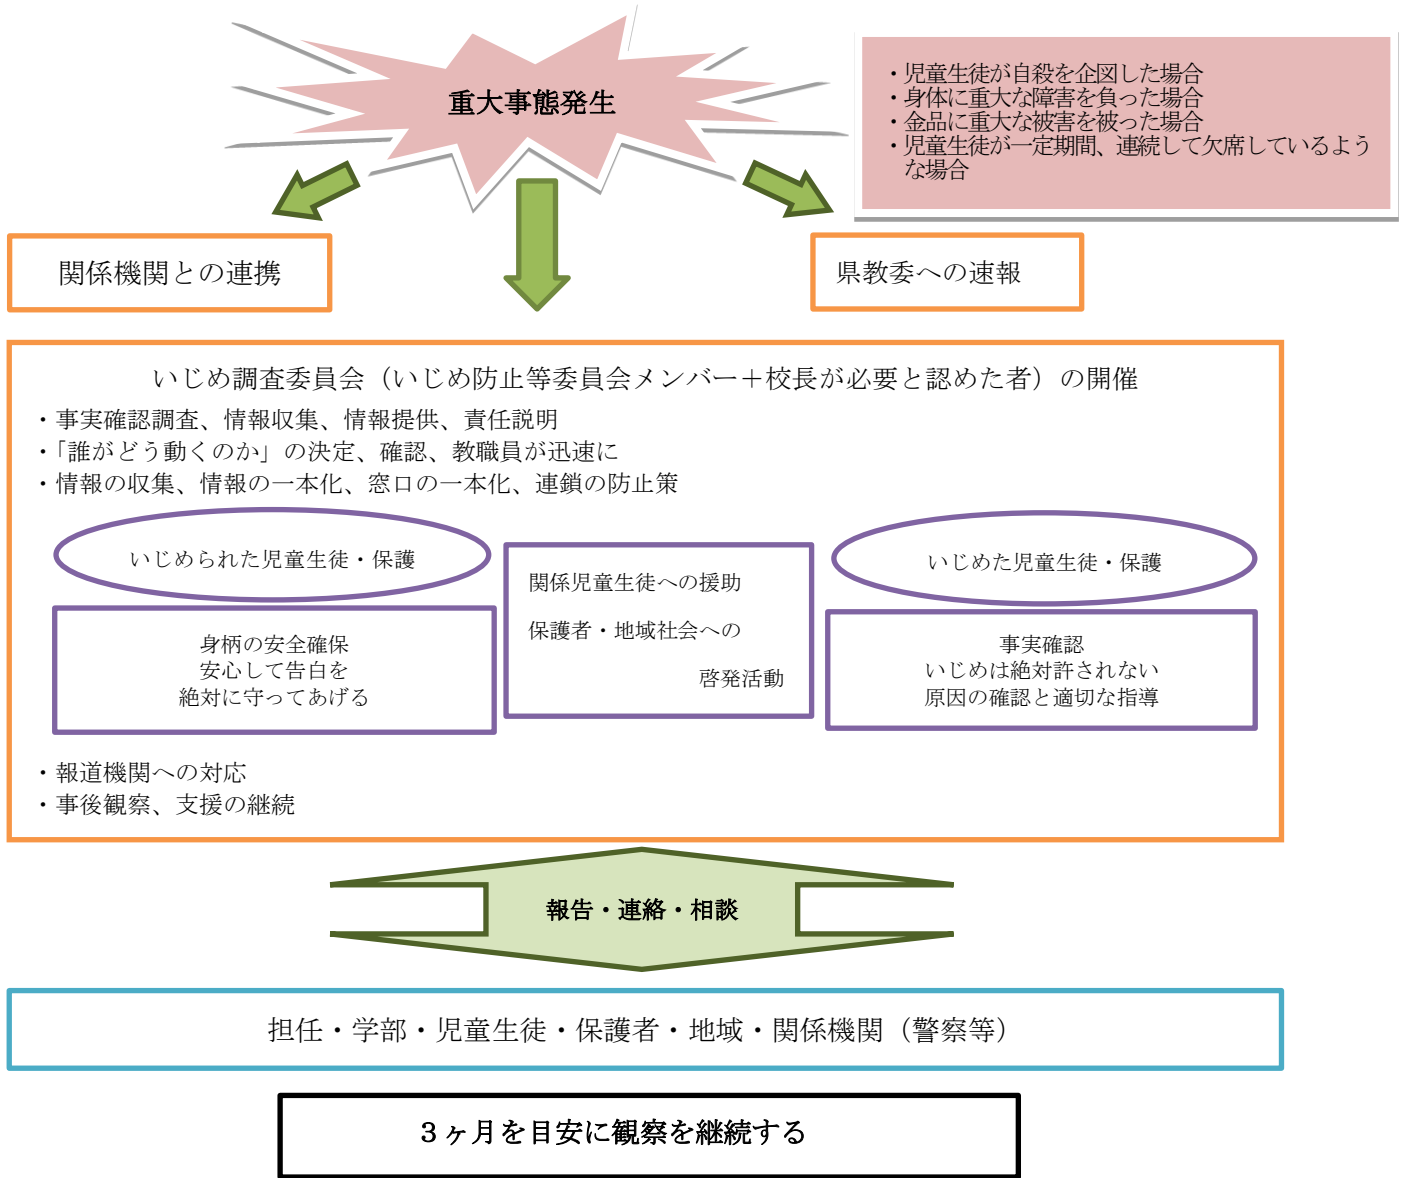 重大事態発生
・児童生徒が自殺を企図した場合
・身体に重大な障害を負った場合
・金品に重大な被害を被った場合
・児童生徒が一定期間、連続して欠席しているよう
な場合
関係機関との連携
県教委への速報
いじめ調査委員会（いじめ防止等委員会メンバー＋校長が必要と認めた者）の開催
・事実確認調査、情報収集、情報提供、責任説明
・「誰がどう動くのか」の決定、確認、教職員が迅速に
・情報の収集、情報の一本化、窓口の一本化、連鎖の防止策
いじめられた児童生徒・保護
身柄の安全確保
安心して告白を
絶対に守ってあげる
関係児童生徒への援助
保護者・地域社会への
啓発活動
いじめた児童生徒・保護
事実確認
いじめは絶対許されない
原因の確認と適切な指導
・報道機関への対応
・事後観察、支援の継続
報告・連絡・相談
担任・学部・児童生徒・保護者・地域・関係機関（警察等）
３ヶ月を目安に観察を継続する